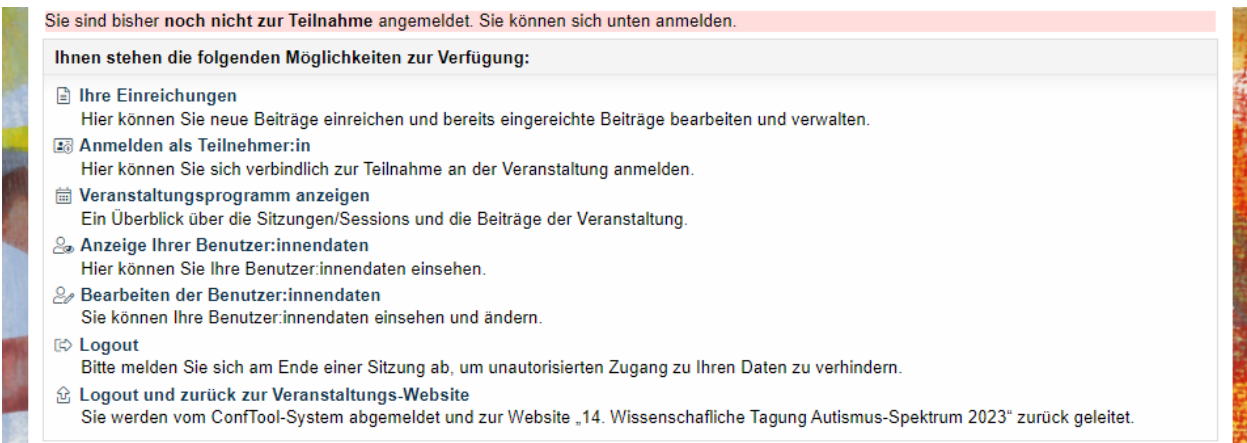 Sie sind bisher noch nicht zur Teilnahme angemeldet. Sie können sich unten anmelden.
Ihnen stehen die folgenden Möglichkeiten zur Verfügung:
Ihre Einreichungen
Hier können Sie neue Beiträge einreichen und bereits eingereichte Beiträge bearbeiten und verwalten.
Anmelden als Teilnehmer:in
Hier können Sie sich verbindlich zur Teilnahme an der Veranstaltung anmelden.
Veranstaltungsprogramm anzeigen
Ein Überblick über die Sitzungen/Sessions und die Beiträge der Veranstaltung.
Anzeige Ihrer Benutzer:innendaten
Hier können Sie Ihre Benutzer:innendaten einsehen.
Bearbeiten der Benutzer:innendaten
Sie können Ihre Benutzer:innendaten einsehen und ändern.
Logout
Bitte melden Sie sich am Ende einer Sitzung ab, um unautorisierten Zugang zu Ihren Daten zu verhindern.
Logout und zurück zur Veranstaltungs-Website
Sie werden vom ConfTool-System abgemeldet und zur Website „14. Wissenschafliche Tagung Autismus-Spektrum 2023“ zurück geleitet.